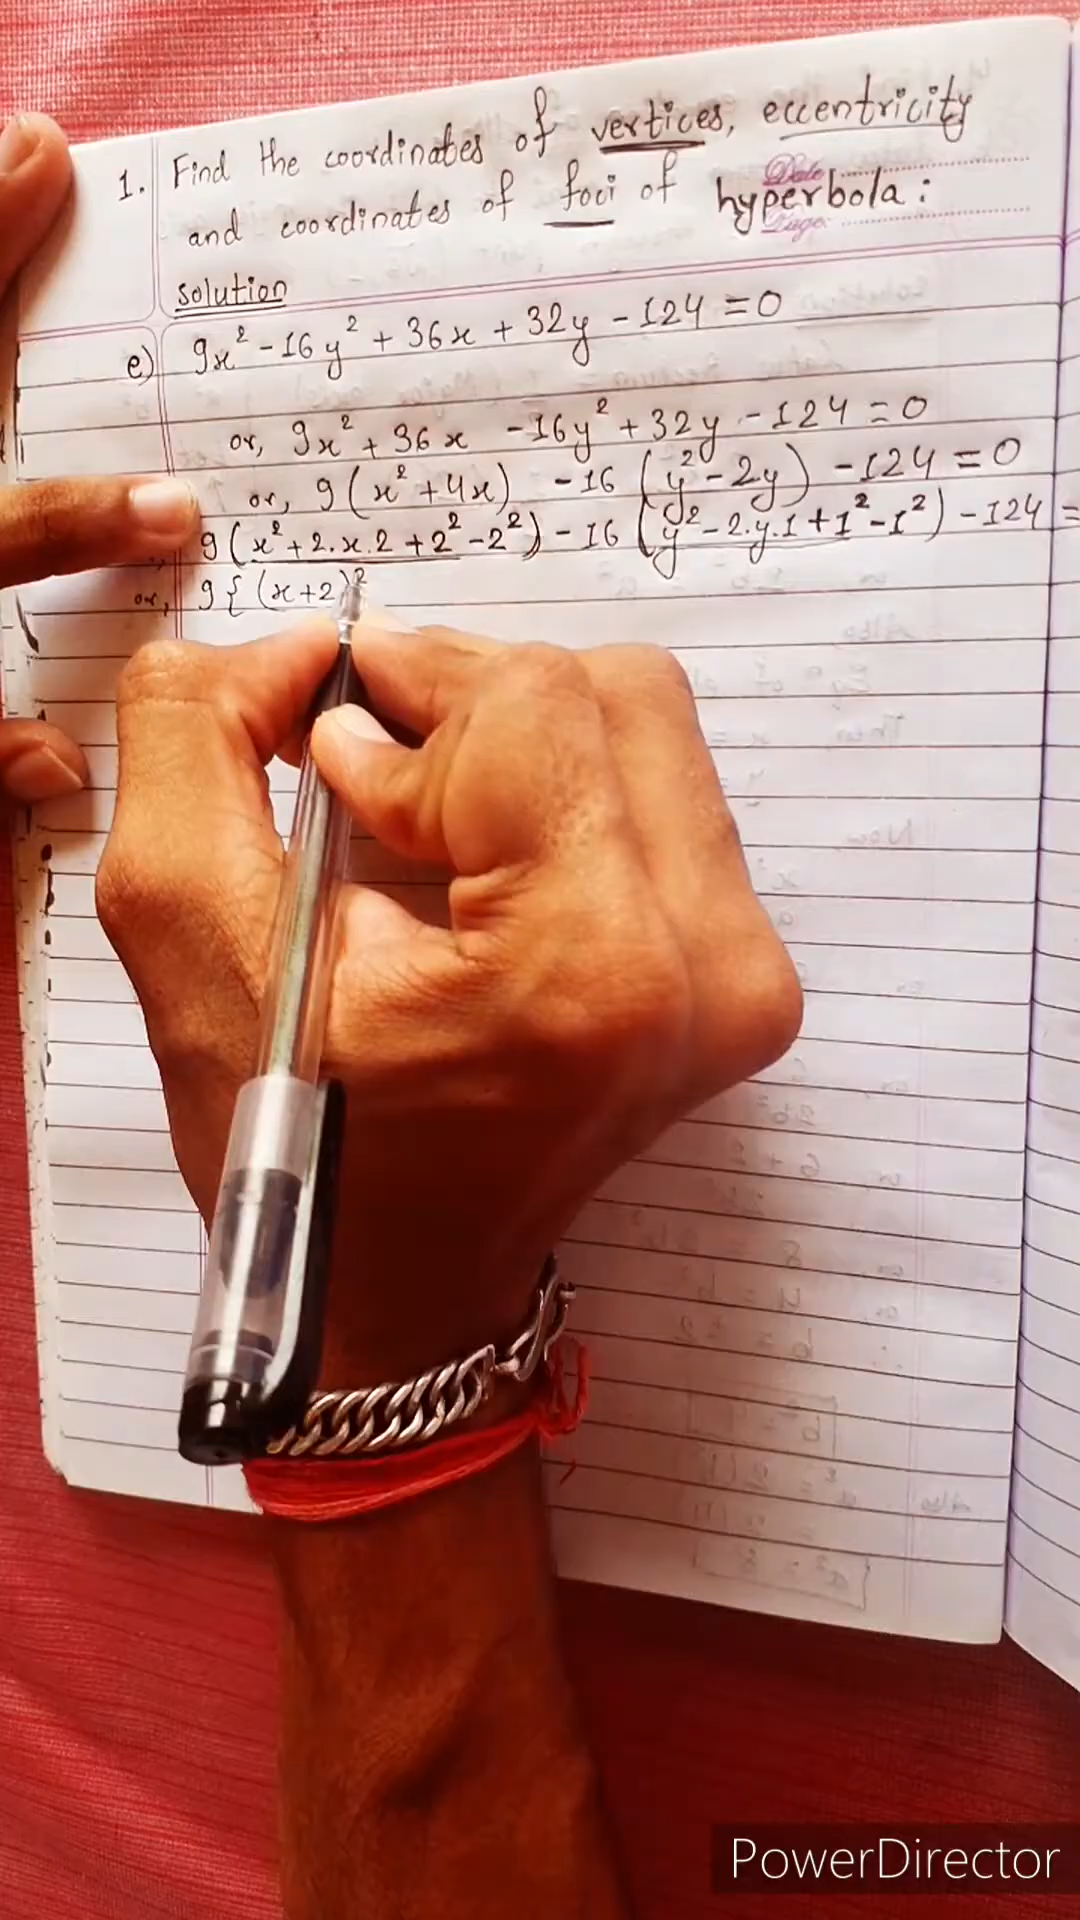 1. Find the coordinates of vertices, eccentricity
Date
and coordinates of foci of hyperbola :
Page
solution
e) 9x² - 16y² + 36x + 32y - 124 = 0
or, 9x² + 36x - 16y² + 32y - 124 = 0
or, 9(x² + 4x) - 16(y² - 2y) - 124 = 0
9(x² + 2.x.2 + 2² - 2²) - 16(y² - 2.y.1 + 1² - 1²) - 124 =
or, 9{(x+2)²
PowerDirector